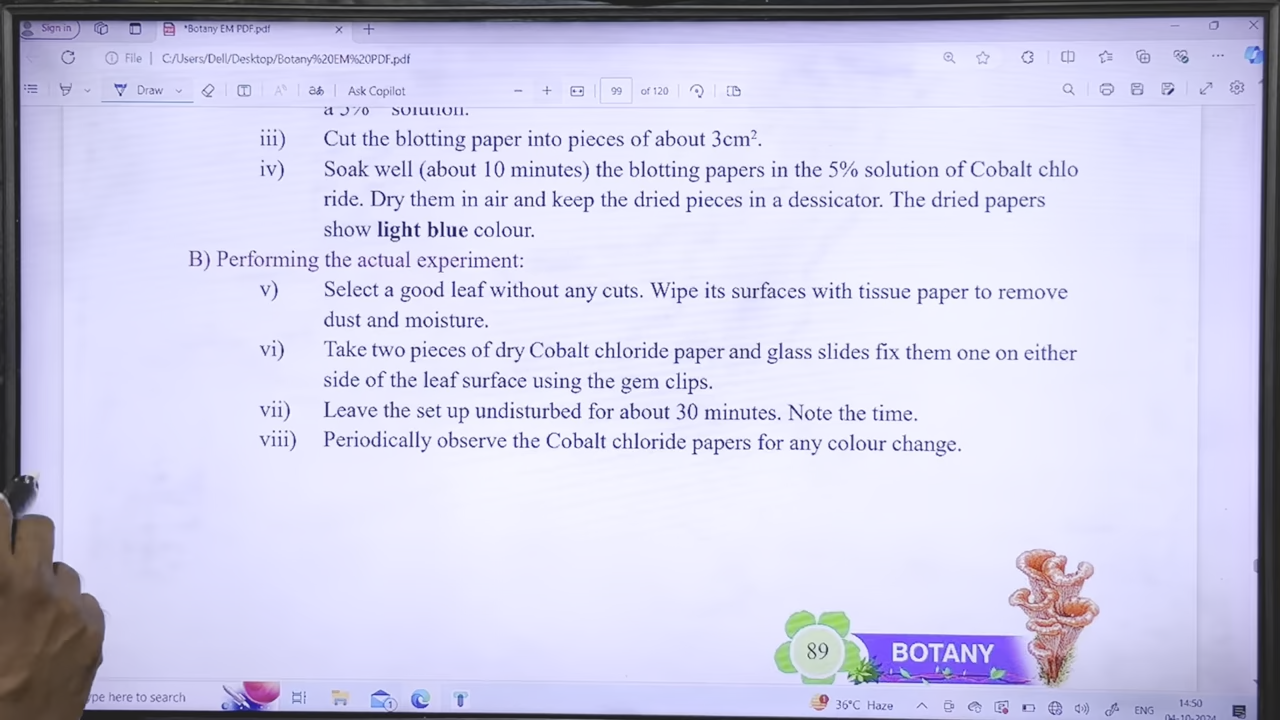 Sign in
*Botany EM PDF.pdf
File
C:/Users/Dell/Desktop/Botany%20EM%20PDF.pdf
Draw
Ask Copilot
99 of 120
a 5% solution.
iii) Cut the blotting paper into pieces of about 3cm².
iv) Soak well (about 10 minutes) the blotting papers in the 5% solution of Cobalt chlo
ride. Dry them in air and keep the dried pieces in a dessicator. The dried papers
show light blue colour.
B) Performing the actual experiment:
v) Select a good leaf without any cuts. Wipe its surfaces with tissue paper to remove
dust and moisture.
vi) Take two pieces of dry Cobalt chloride paper and glass slides fix them one on either
side of the leaf surface using the gem clips.
vii) Leave the set up undisturbed for about 30 minutes. Note the time.
viii) Periodically observe the Cobalt chloride papers for any colour change.
89
BOTANY
ype here to search
36°C Haze
ENG
14:50
04-10-2024